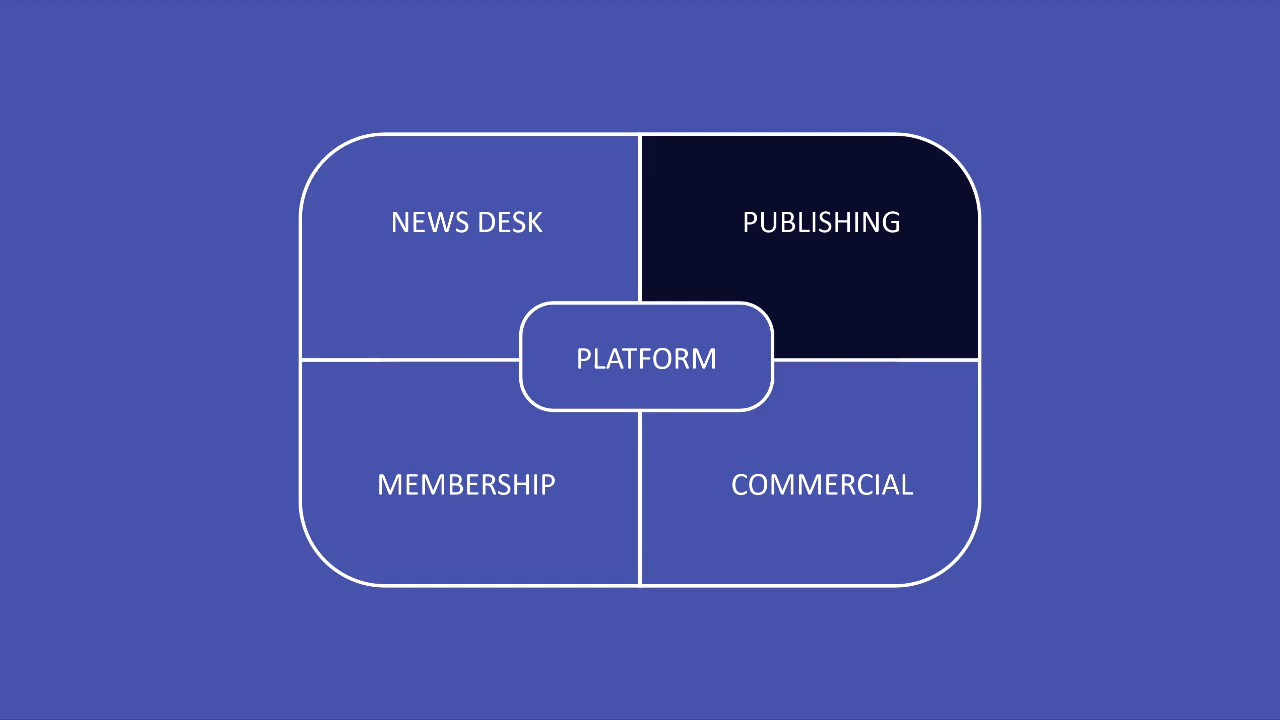 NEWS DESK
PUBLISHING
PLATFORM
MEMBERSHIP
COMMERCIAL